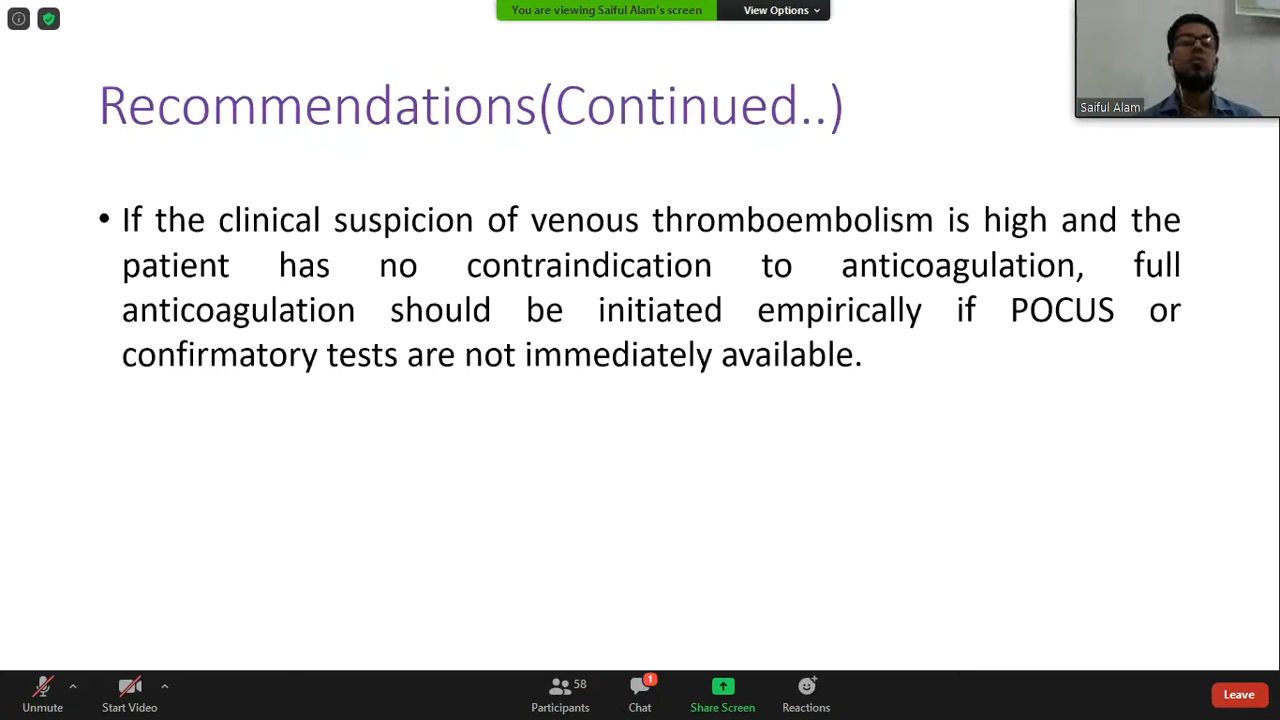 You are viewing Saiful Alam's screen
View Options
Recommendations(Continued..)
Saiful Alam
• If the clinical suspicion of venous thromboembolism is high and the
patient has no contraindication to anticoagulation, full
anticoagulation should be initiated empirically if POCUS or
confirmatory tests are not immediately available.
Unmute
Start Video
58
Participants
1
Chat
Share Screen
Reactions
Leave